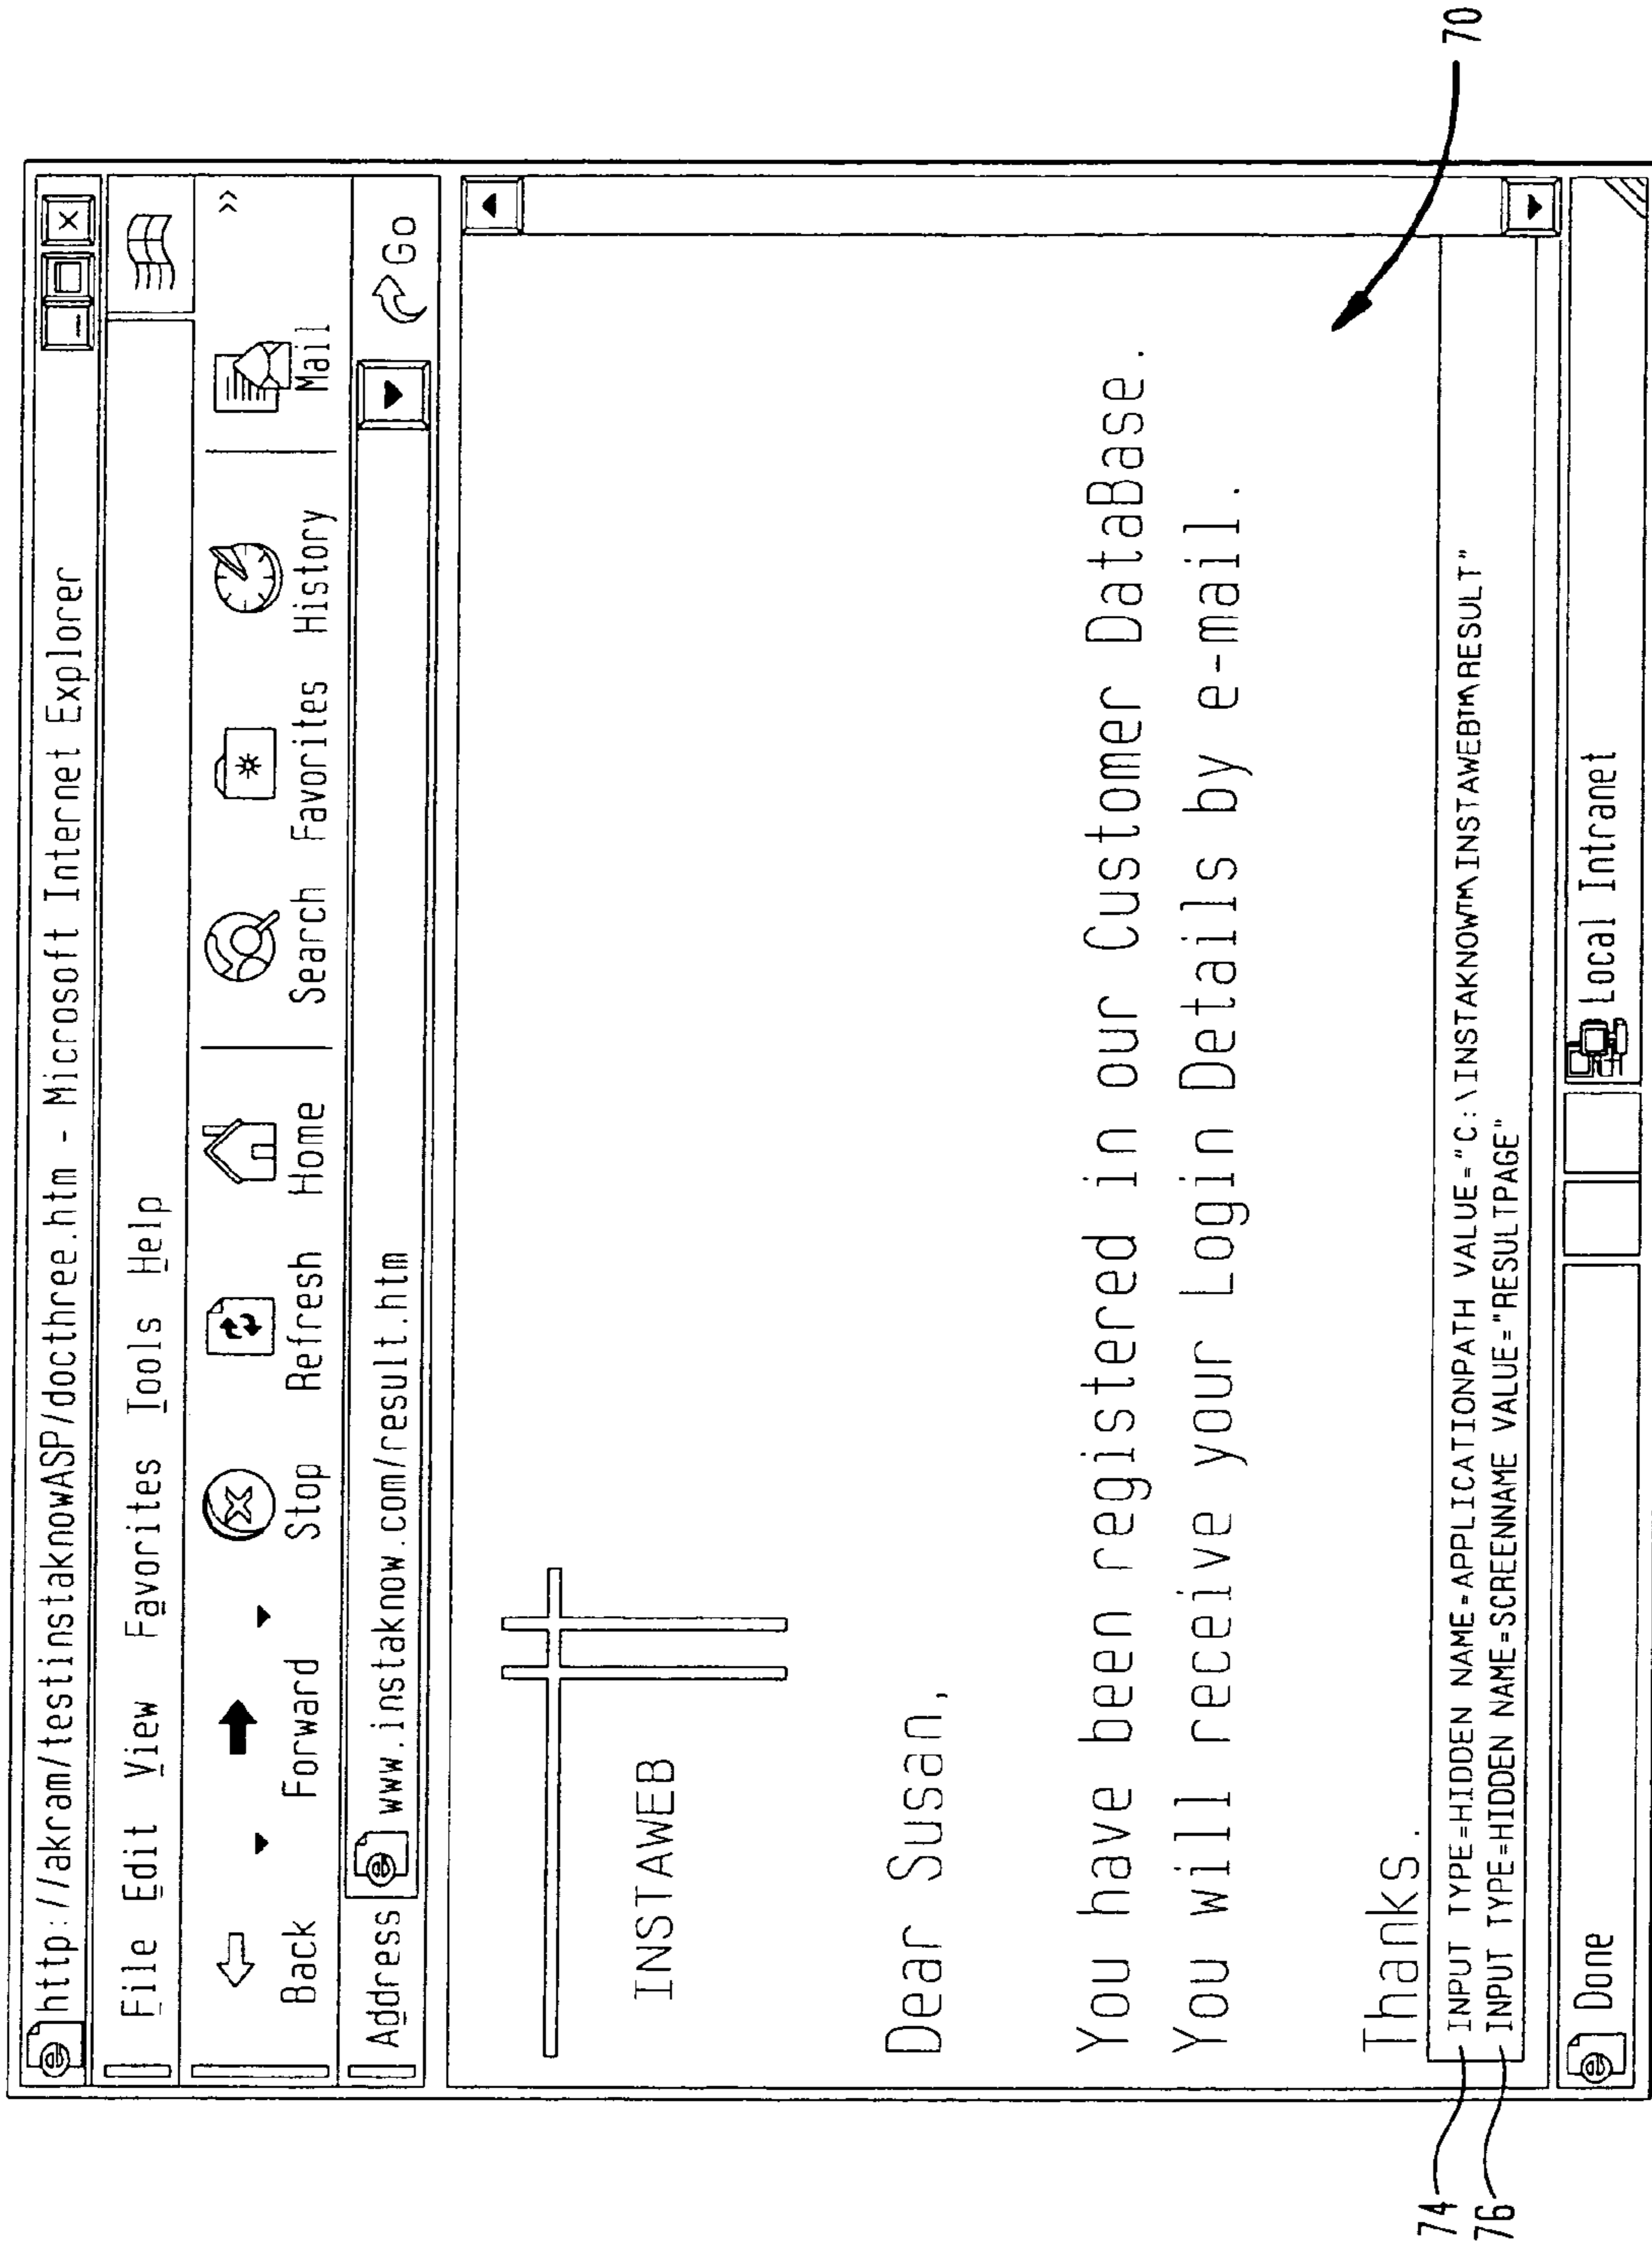 http://akram/testinstaknowASP/docthree.htm - Microsoft Internet Explorer
File Edit View Favorites Tools Help
Back Forward Stop Refresh Home Search Favorites History Mail »
Address www.instaknow.com/result.htm Go
INSTAWEB
Dear Susan,
You have been registered in our Customer DataBase.
You will receive your Login Details by e-mail.
Thanks.
74 INPUT TYPE=HIDDEN NAME=APPLICATIONPATH VALUE="C:\INSTAKNOW™\INSTAWEB™\RESULT"
76 INPUT TYPE=HIDDEN NAME=SCREENNAME VALUE="RESULTPAGE"
70
Done Local Intranet